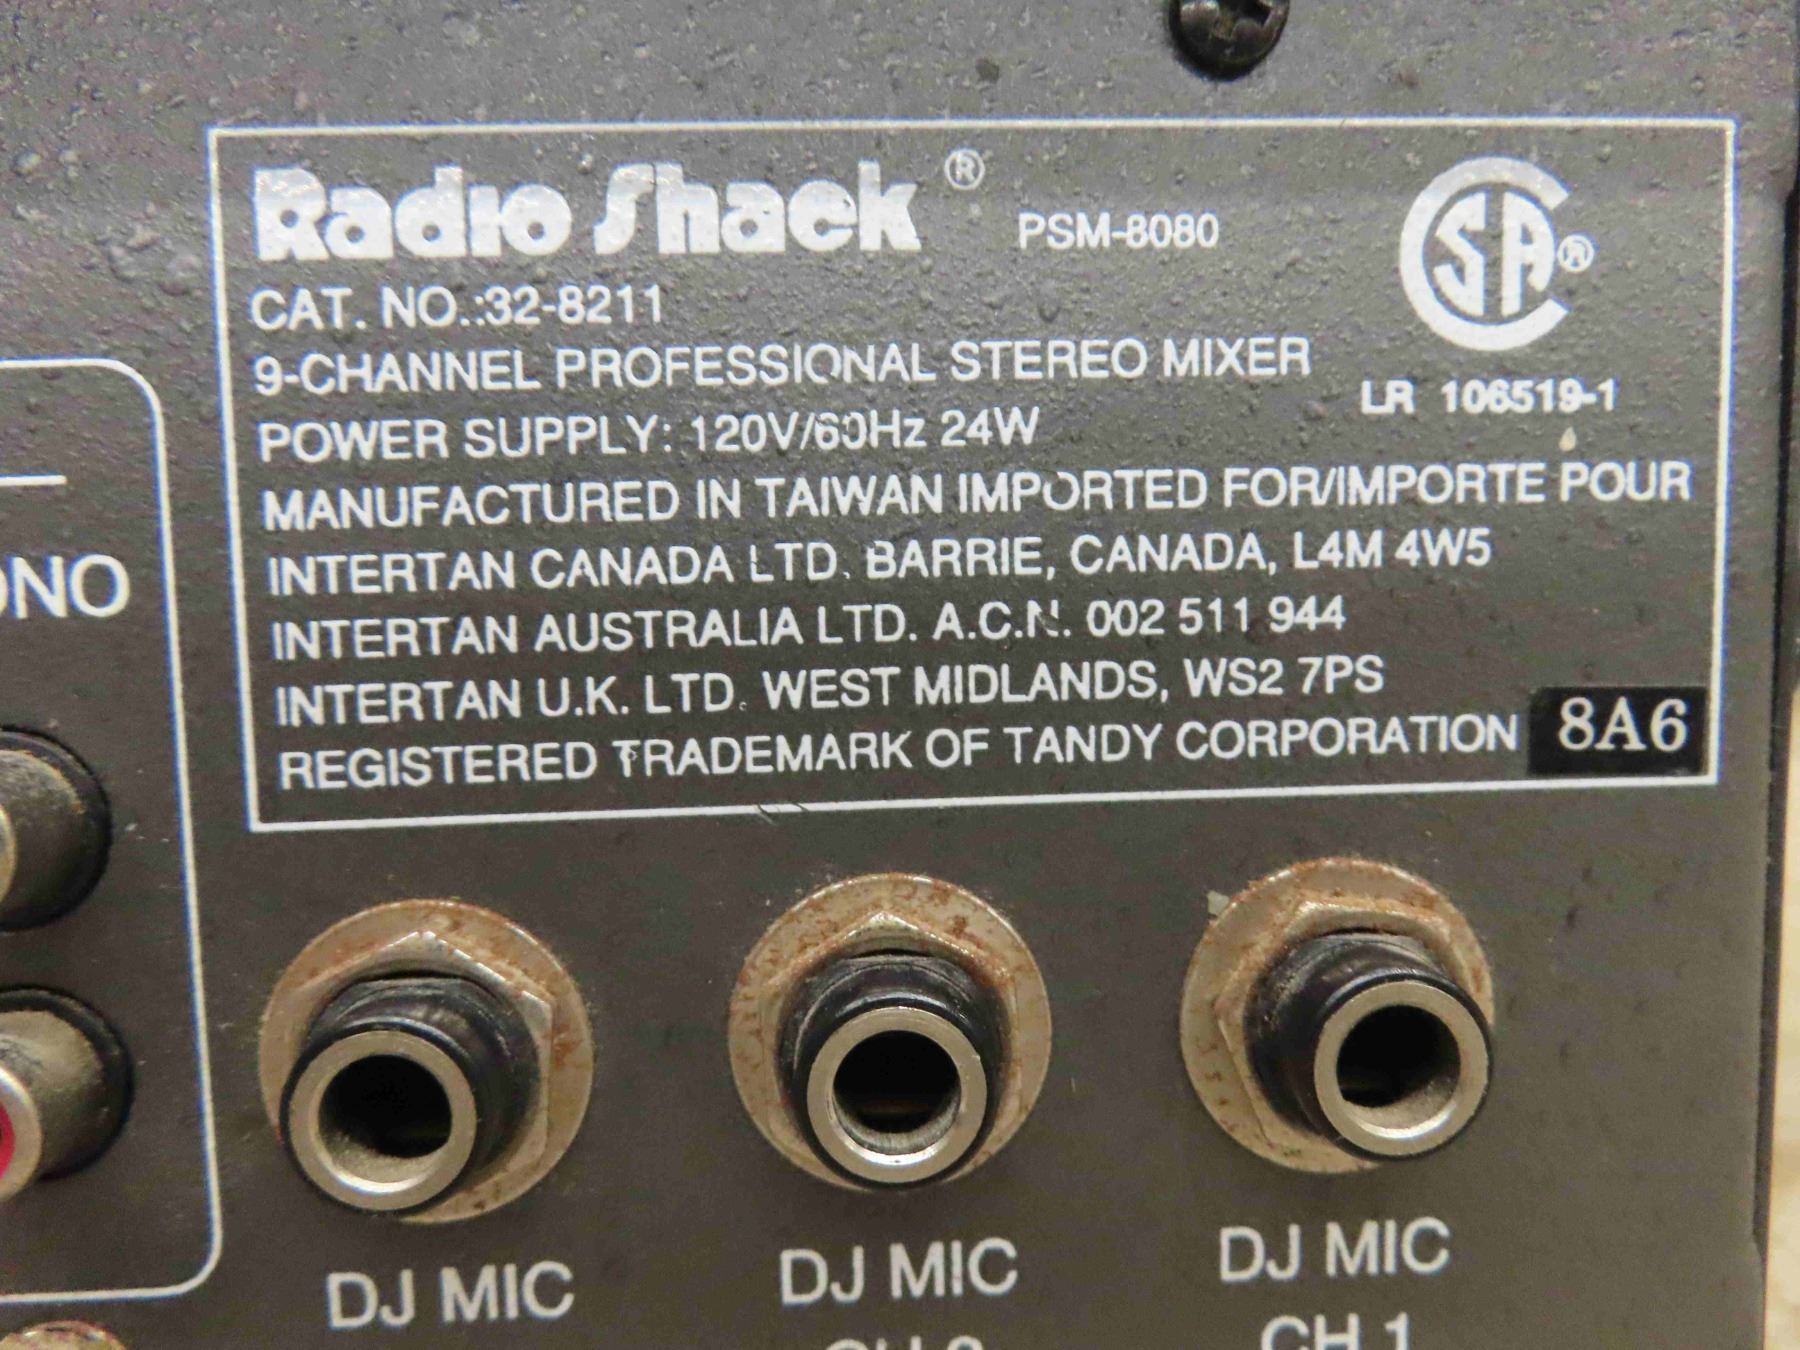 Radio Shack ® PSM-8080
CSA ®
CAT. NO.:32-8211
9-CHANNEL PROFESSIONAL STEREO MIXER
LR 106519-1
POWER SUPPLY: 120V/60Hz 24W
MANUFACTURED IN TAIWAN IMPORTED FOR/IMPORTE POUR
INTERTAN CANADA LTD. BARRIE, CANADA, L4M 4W5
INTERTAN AUSTRALIA LTD. A.C.N. 002 511 944
INTERTAN U.K. LTD. WEST MIDLANDS, WS2 7PS
REGISTERED TRADEMARK OF TANDY CORPORATION 8A6
ONO
DJ MIC
DJ MIC
DJ MIC
CH 1